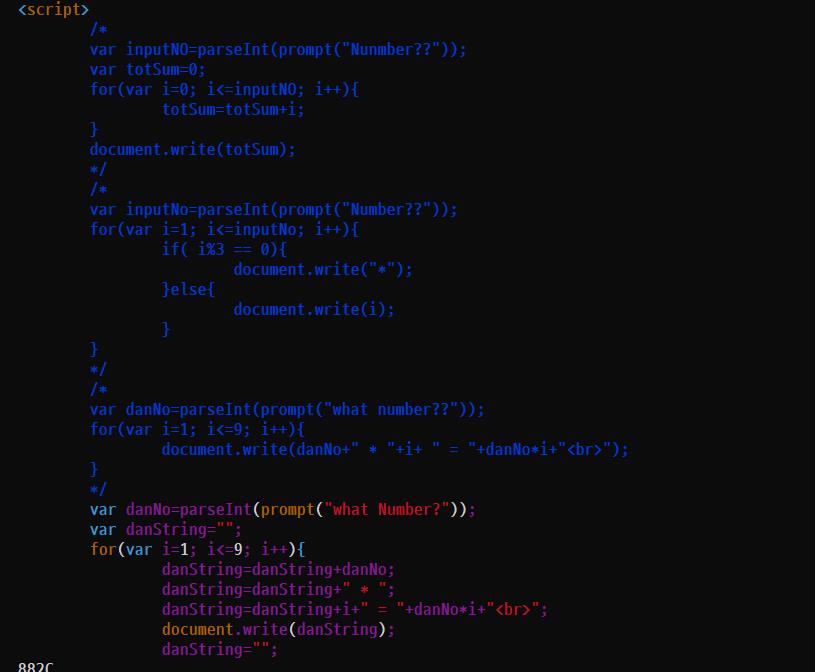 <script>
/*
var inputNO=parseInt(prompt("Nunmber??"));
var totSum=0;
for(var i=0; i<=inputNO; i++){
totSum=totSum+i;
}
document.write(totSum);
*/
/*
var inputNo=parseInt(prompt("Number??"));
for(var i=1; i<=inputNo; i++){
if( i%3 == 0){
document.write("*");
}else{
document.write(i);
}
}
*/
/*
var danNo=parseInt(prompt("what number??"));
for(var i=1; i<=9; i++){
document.write(danNo+" * "+i+ " = "+danNo*i+"<br>");
}
*/
var danNo=parseInt(prompt("what Number?"));
var danString="";
for(var i=1; i<=9; i++){
danString=danString+danNo;
danString=danString+" * ";
danString=danString+i+" = "+danNo*i+"<br>";
document.write(danString);
danString="";
882C